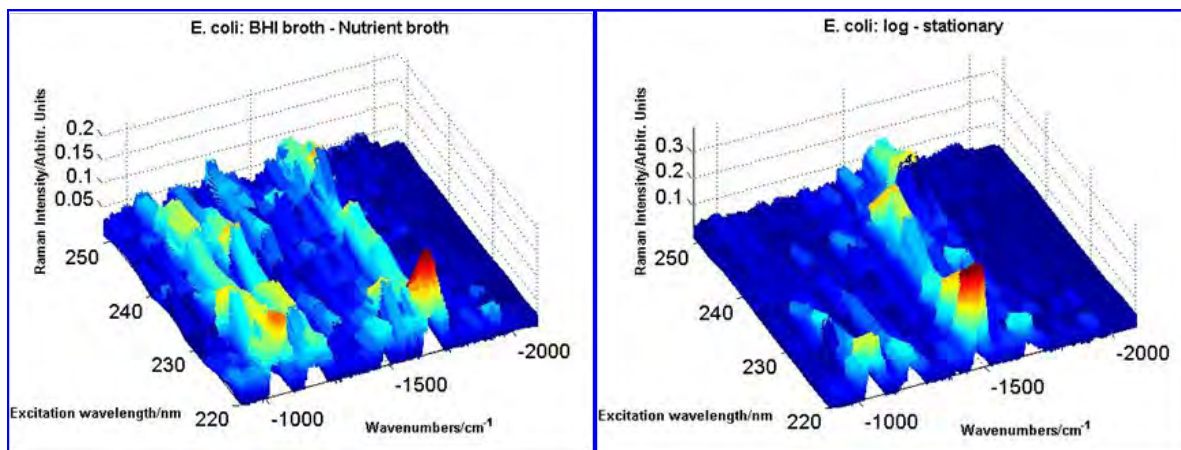 E. coli: BHI broth - Nutrient broth
Raman Intensity/Arbitr. Units
0.2
0.15
0.1
0.05
250
240
230
220
Excitation wavelength/nm
-1000
-1500
-2000
Wavenumbers/cm-1
E. coli: log - stationary
Raman Intensity/Arbitr. Units
0.3
0.2
0.1
250
240
230
220
Excitation wavelength/nm
-1000
-1500
-2000
Wavenumbers/cm-1